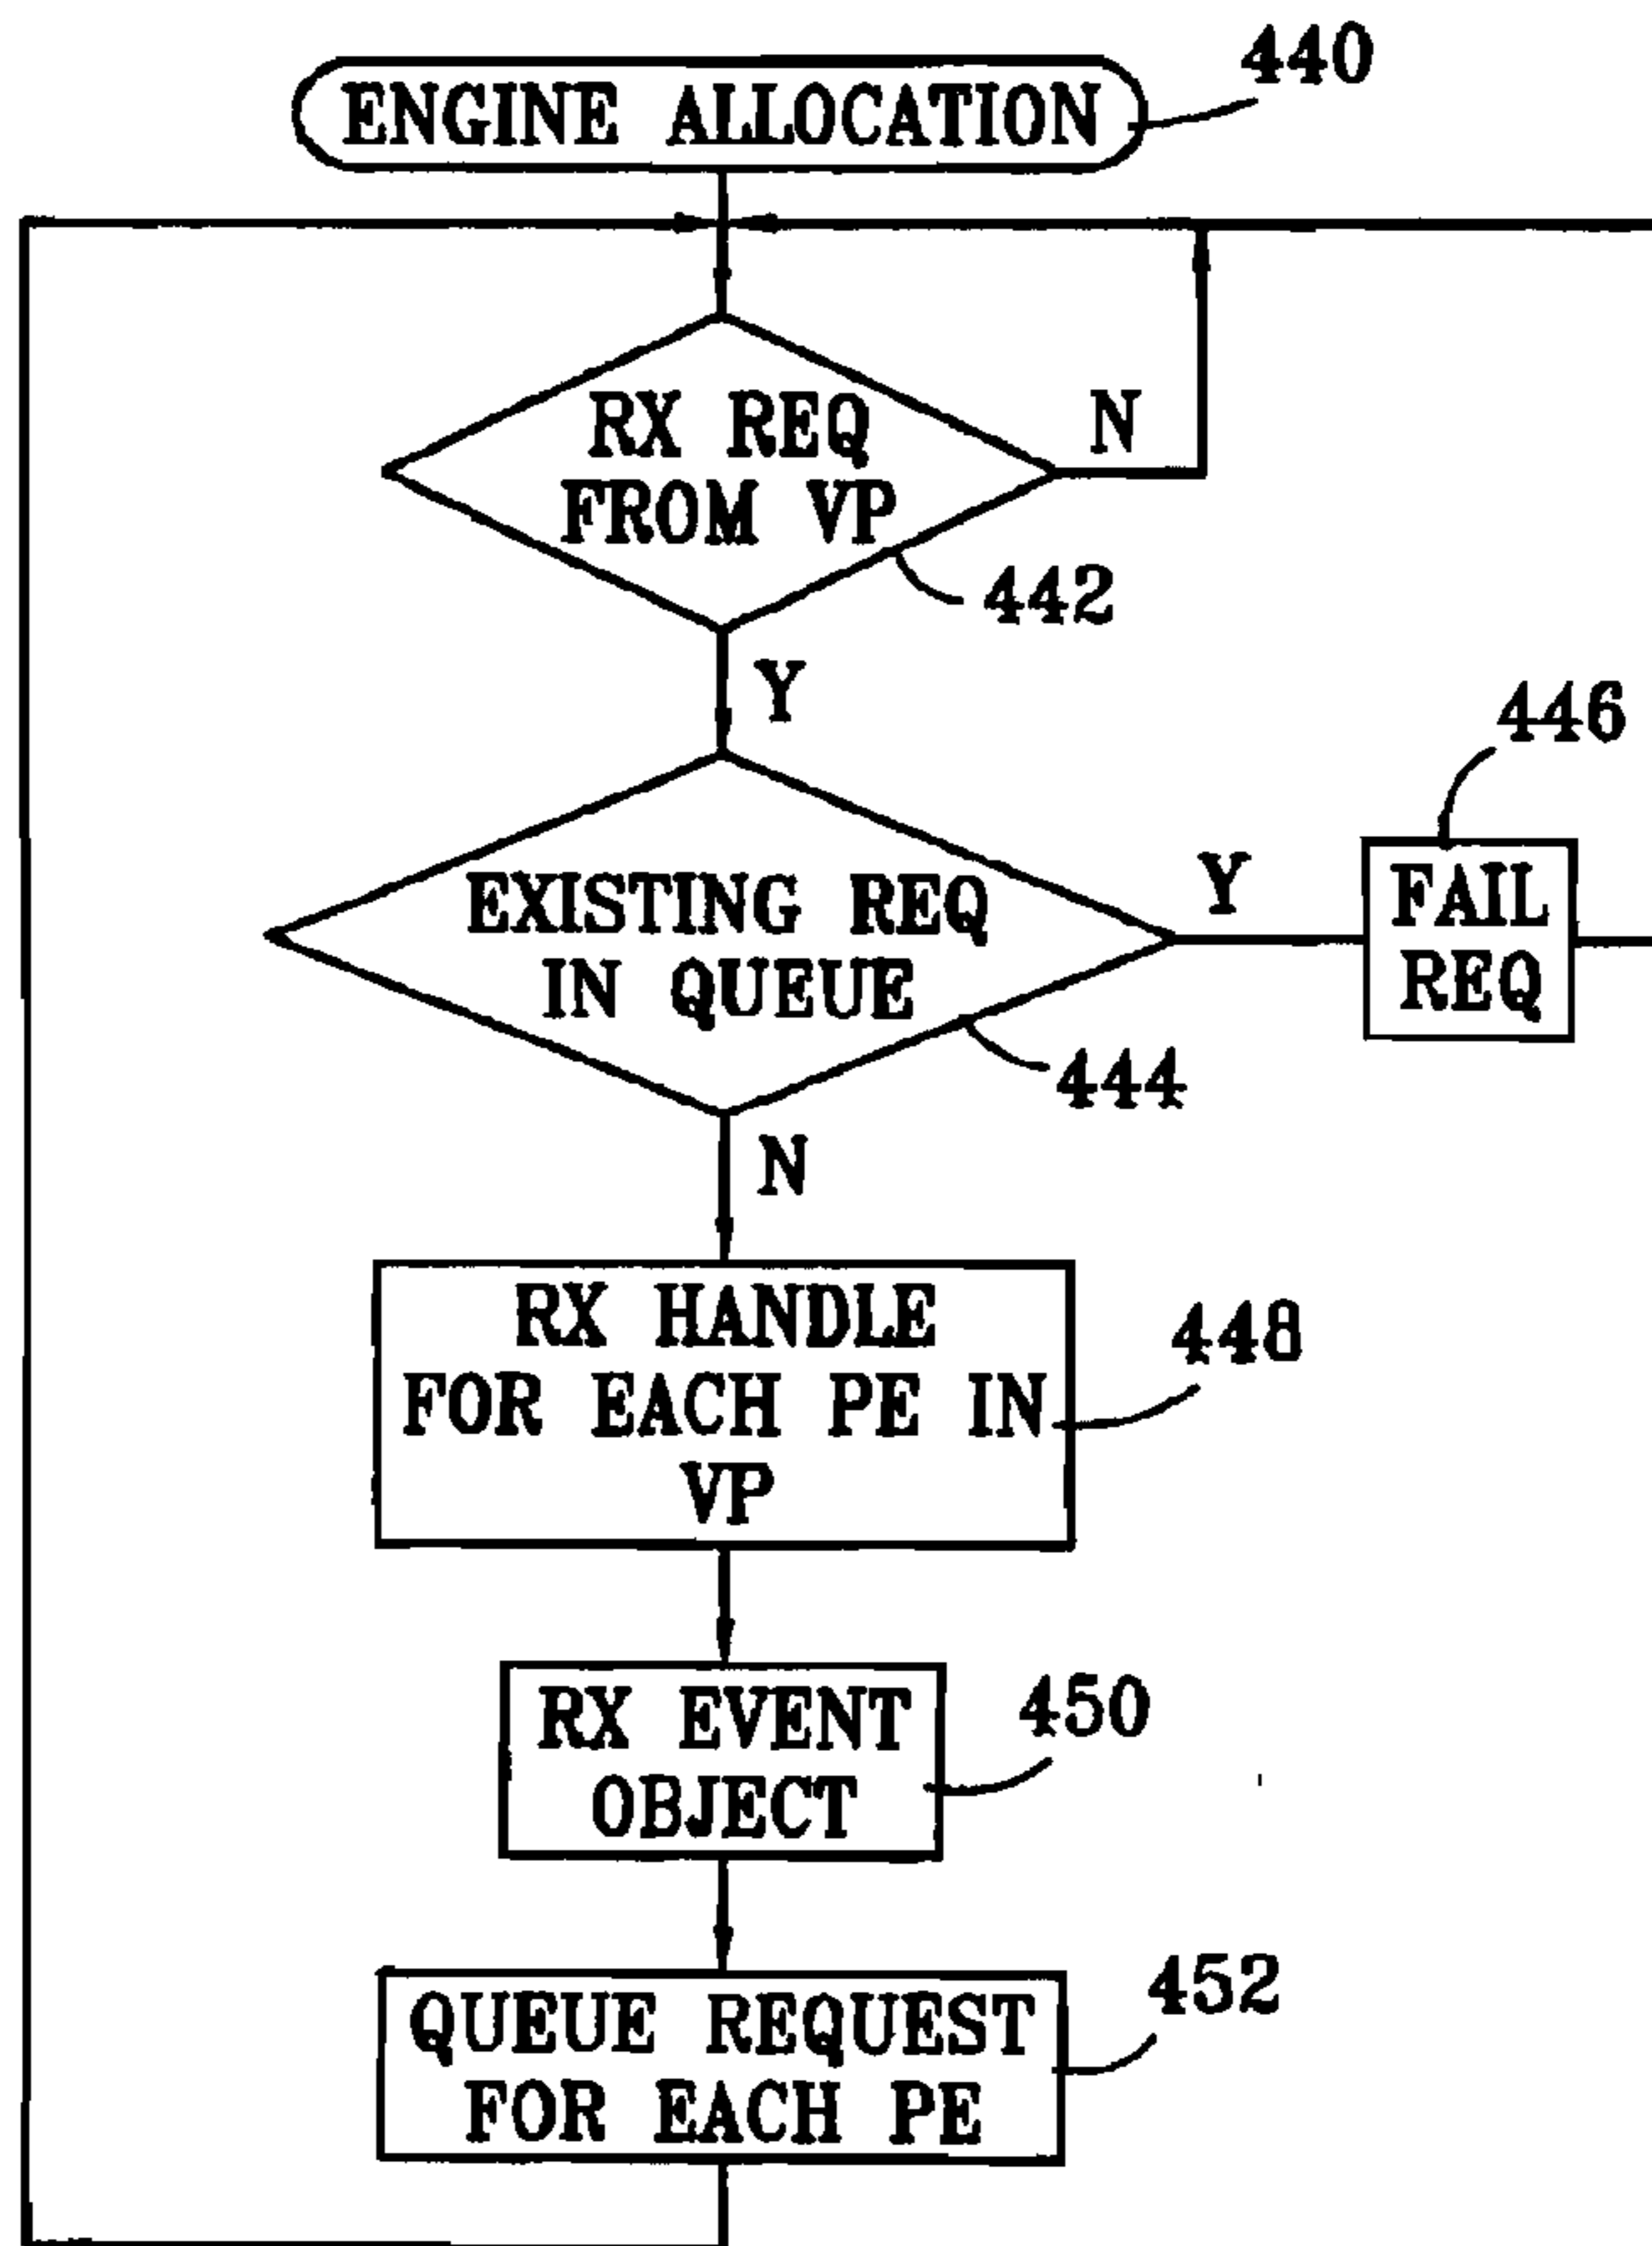 440
ENGINE ALLOCATION
RX REQ
FROM VP
N
442
Y
446
EXISTING REQ
IN QUEUE
Y
FAIL
REQ
444
N
RX HANDLE
FOR EACH PE IN
VP
448
RX EVENT
OBJECT
450
QUEUE REQUEST
FOR EACH PE
452